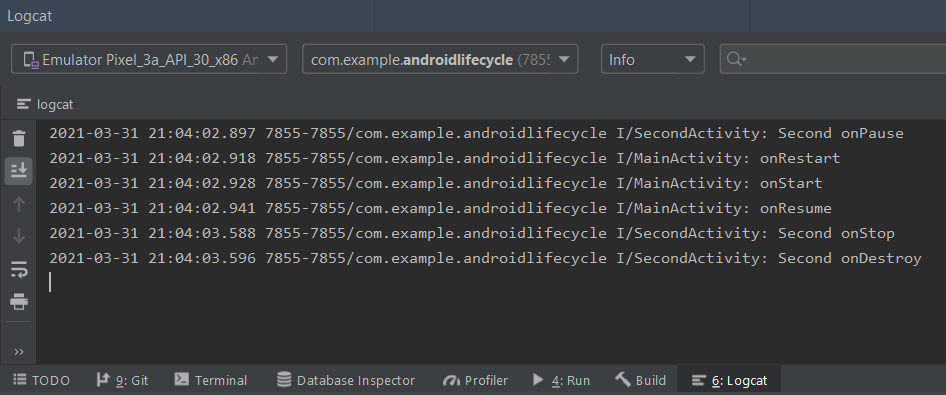 Logcat
Emulator Pixel_3a_API_30_x86 An
com.example.androidlifecycle (7855
Info
logcat
2021-03-31 21:04:02.897 7855-7855/com.example.androidlifecycle I/SecondActivity: Second onPause
2021-03-31 21:04:02.918 7855-7855/com.example.androidlifecycle I/MainActivity: onRestart
2021-03-31 21:04:02.928 7855-7855/com.example.androidlifecycle I/MainActivity: onStart
2021-03-31 21:04:02.941 7855-7855/com.example.androidlifecycle I/MainActivity: onResume
2021-03-31 21:04:03.588 7855-7855/com.example.androidlifecycle I/SecondActivity: Second onStop
2021-03-31 21:04:03.596 7855-7855/com.example.androidlifecycle I/SecondActivity: Second onDestroy
TODO 9: Git Terminal Database Inspector Profiler 4: Run Build 6: Logcat